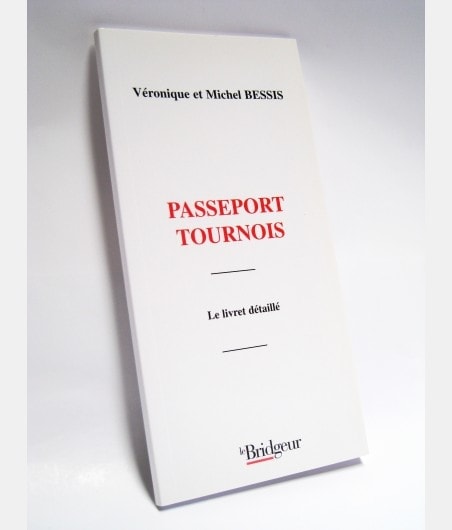 Véronique et Michel BESSIS
PASSEPORT
TOURNOIS
Le livret détaillé
le Bridgeur